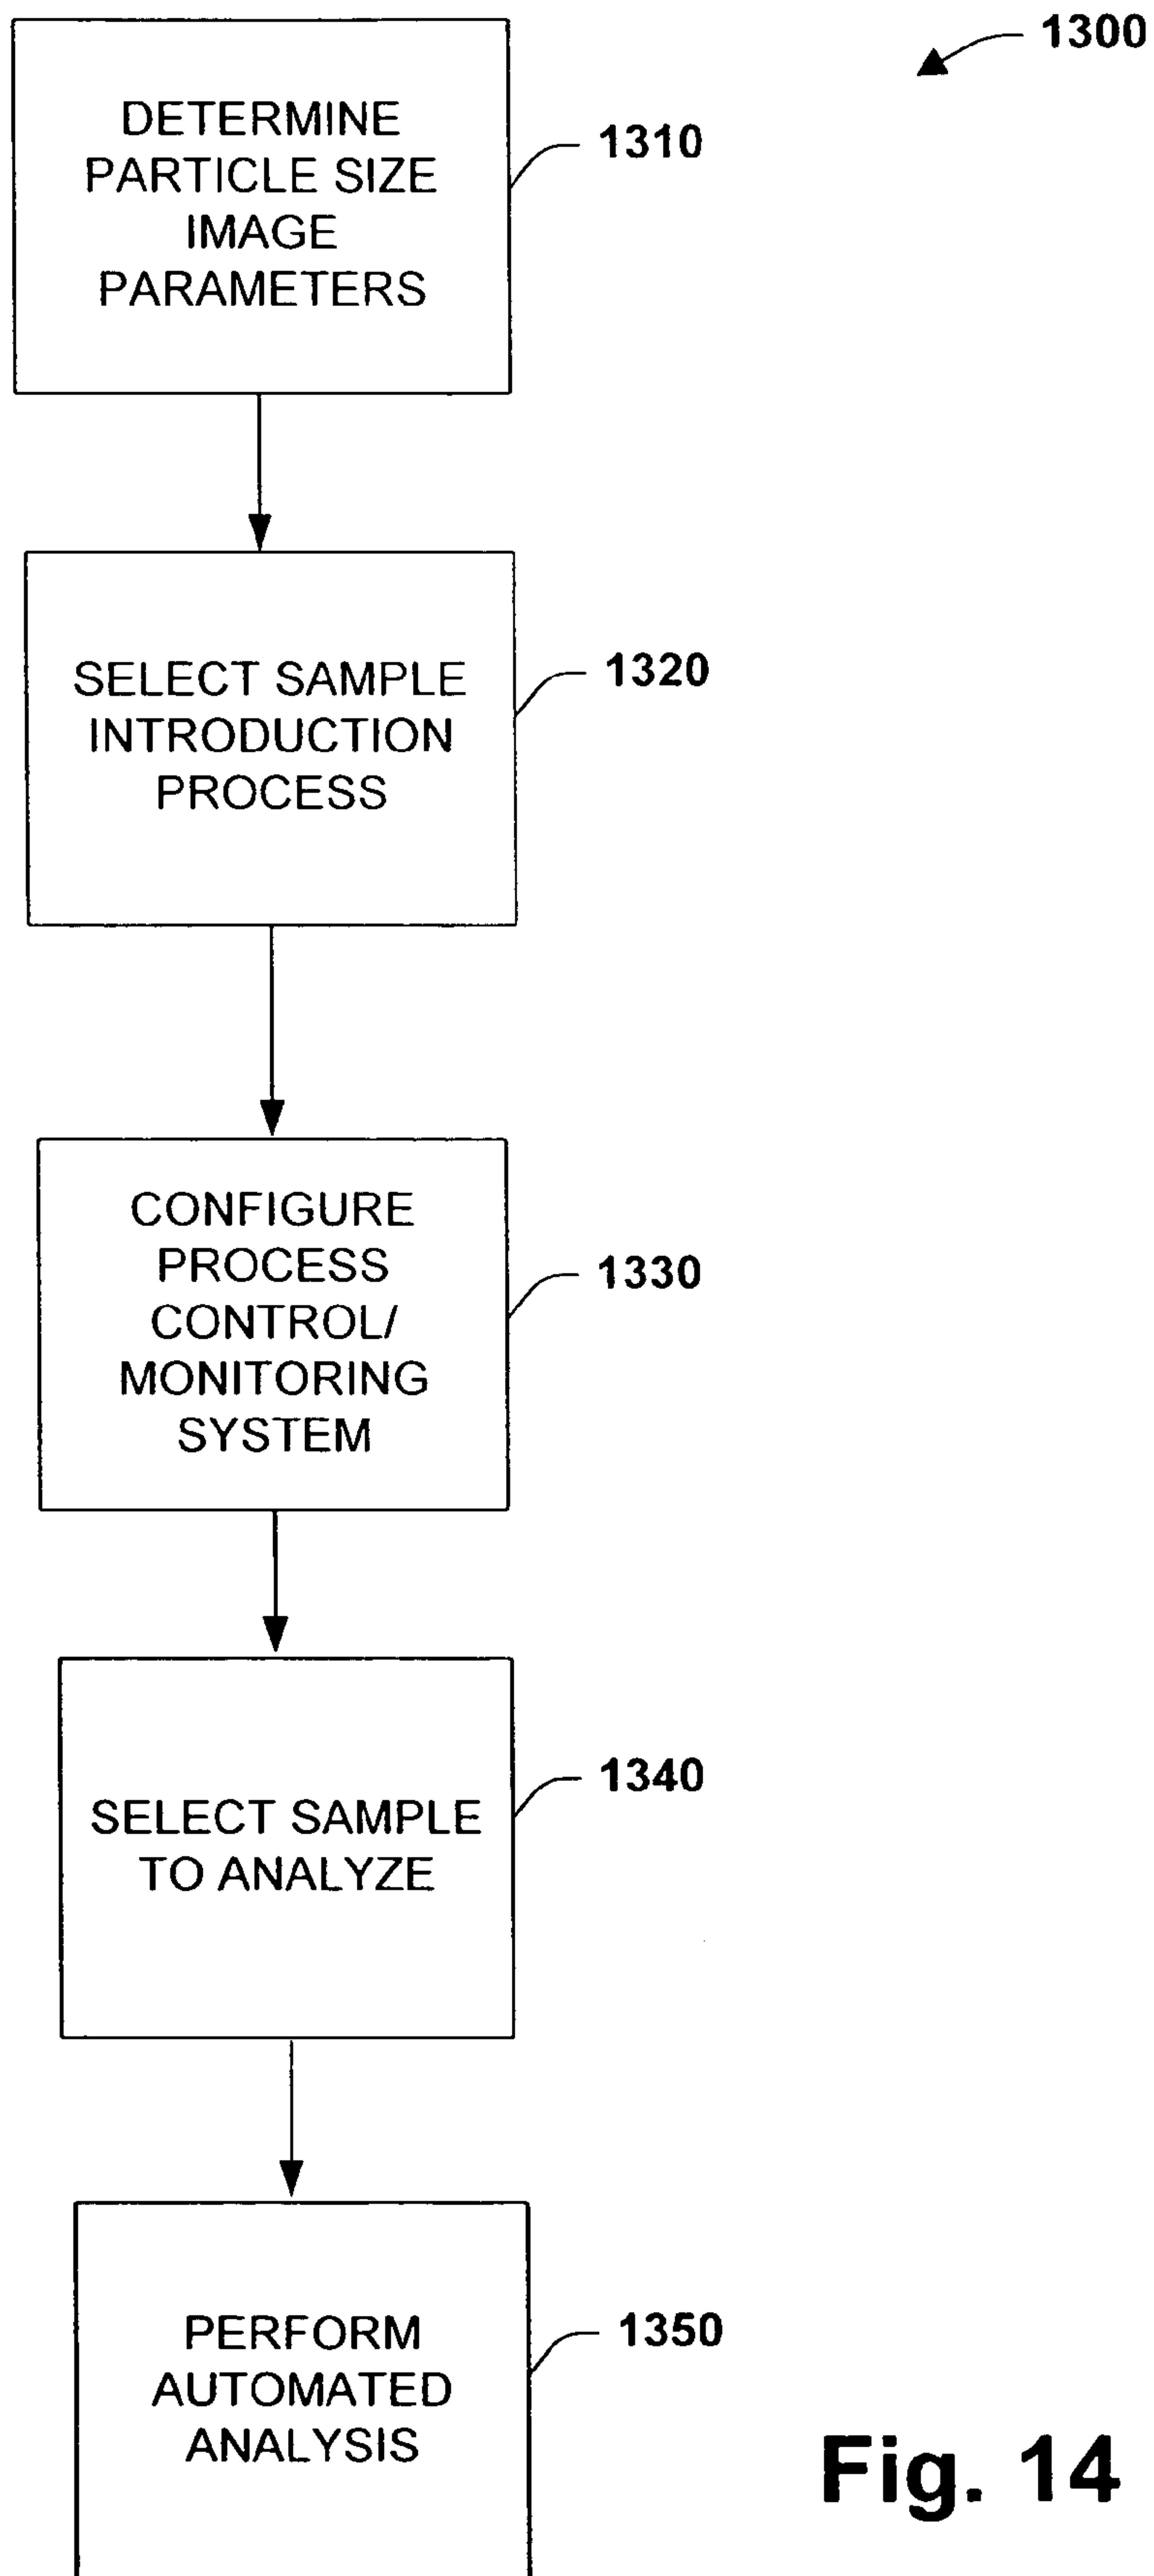 1300
DETERMINE
PARTICLE SIZE
IMAGE
PARAMETERS
1310
SELECT SAMPLE
INTRODUCTION
PROCESS
1320
CONFIGURE
PROCESS
CONTROL/
MONITORING
SYSTEM
1330
SELECT SAMPLE
TO ANALYZE
1340
PERFORM
AUTOMATED
ANALYSIS
1350
Fig. 14